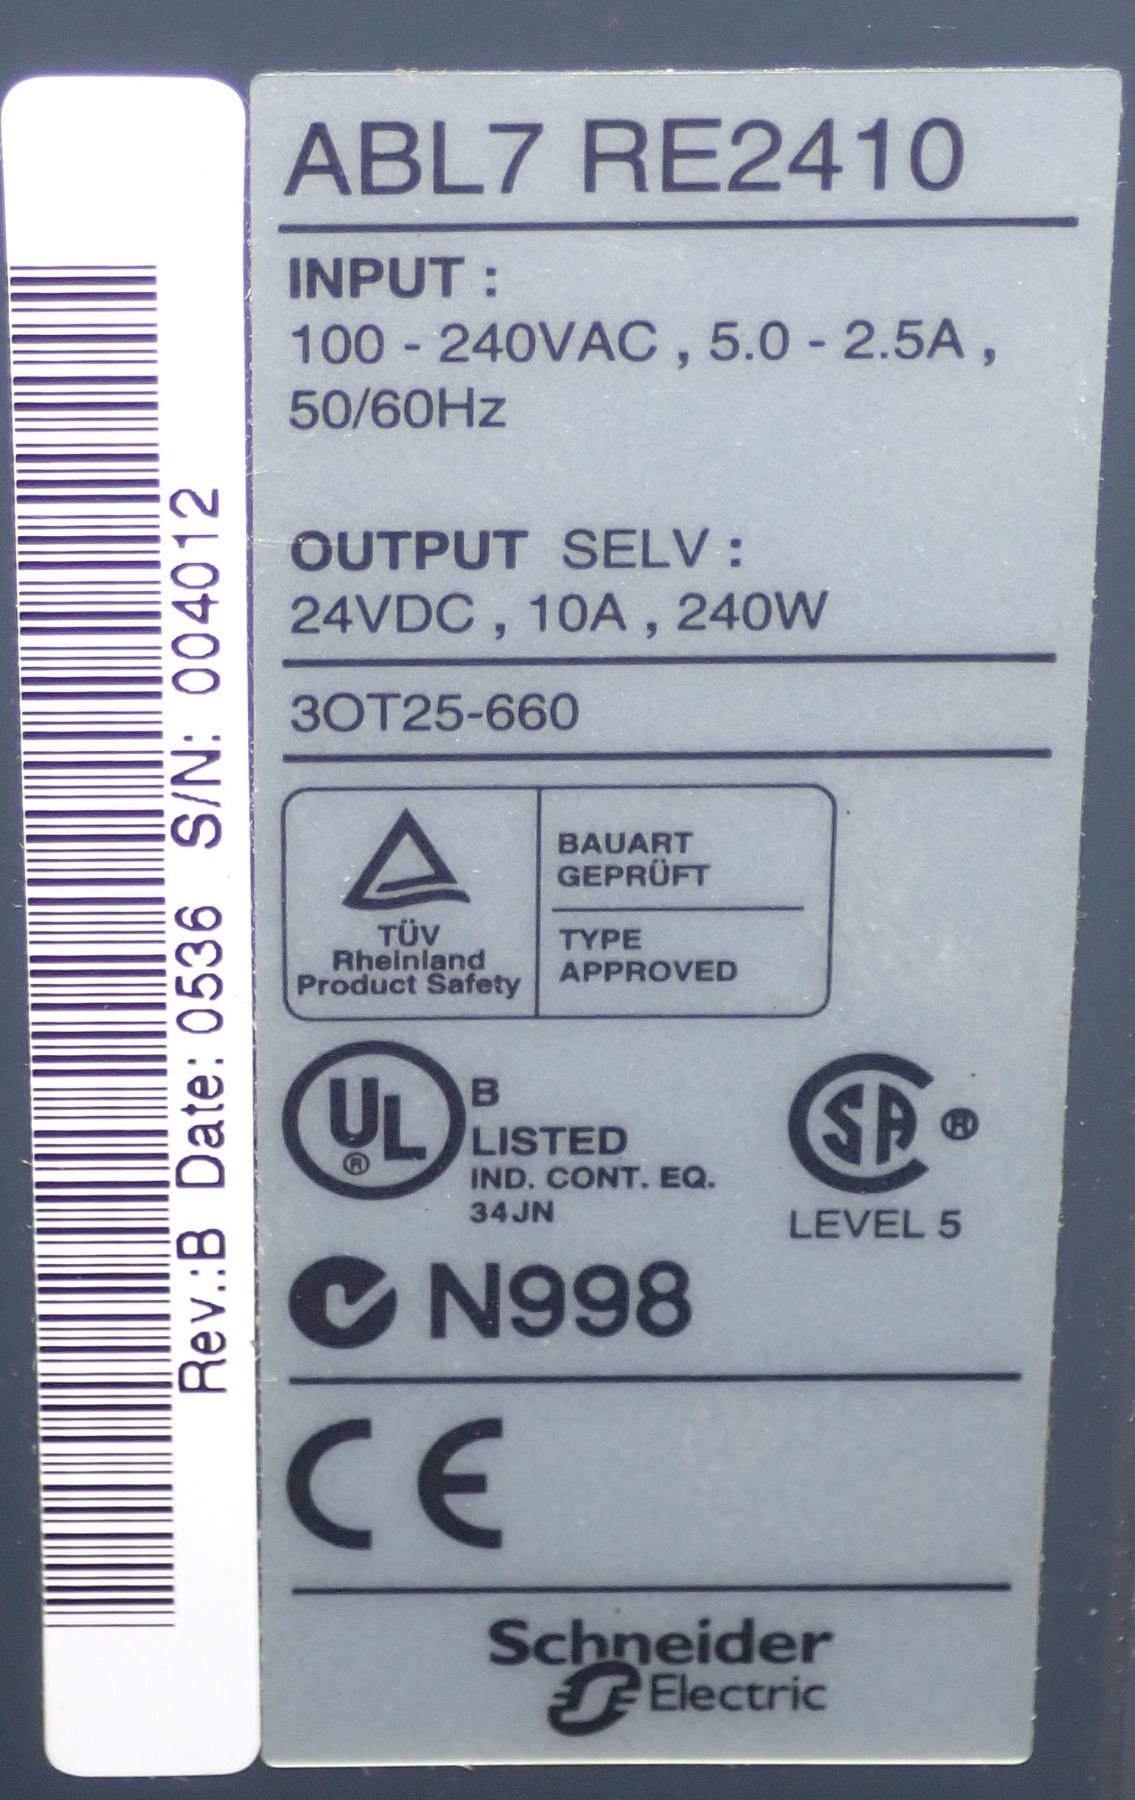 ABL7 RE2410
INPUT :
100 - 240VAC , 5.0 - 2.5A ,
50/60Hz
OUTPUT SELV :
24VDC , 10A , 240W
3OT25-660
TÜV
Rheinland
Product Safety
BAUART
GEPRÜFT
TYPE
APPROVED
UL
®
B
LISTED
IND. CONT. EQ.
34JN
SA ®
LEVEL 5
N998
CE
Schneider
Electric
Rev.:B Date: 0536 S/N: 004012